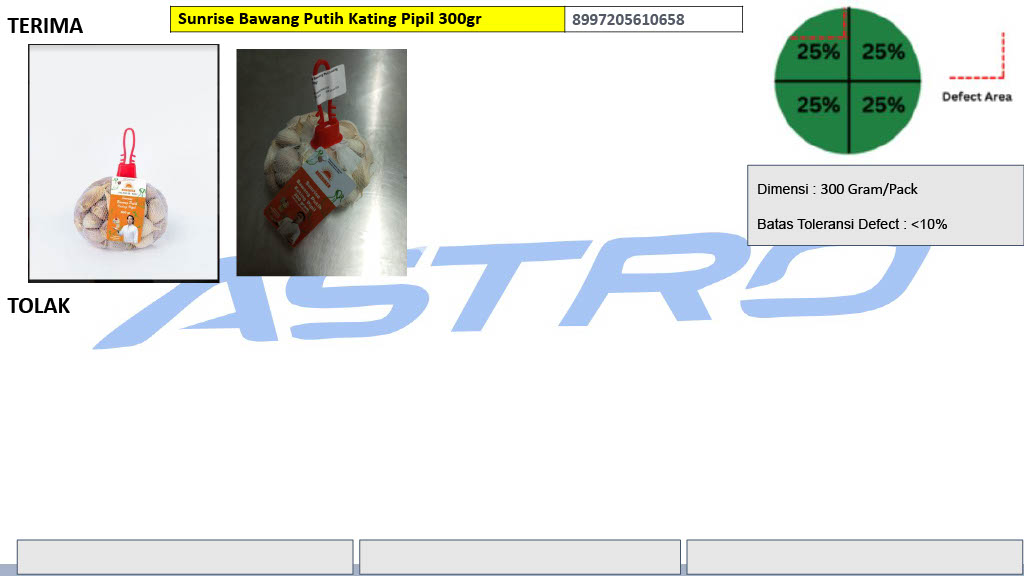 TERIMA
Sunrise Bawang Putih Kating Pipil 300gr
8997205610658
25% 25%
25% 25%
Defect Area
Dimensi : 300 Gram/Pack
Batas Toleransi Defect : <10%
TOLAK
ASTRO